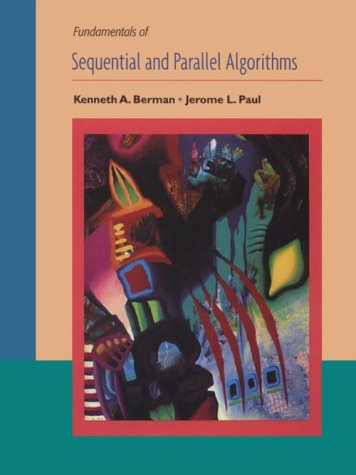 Fundamentals of
Sequential and Parallel Algorithms
Kenneth A. Berman • Jerome L. Paul